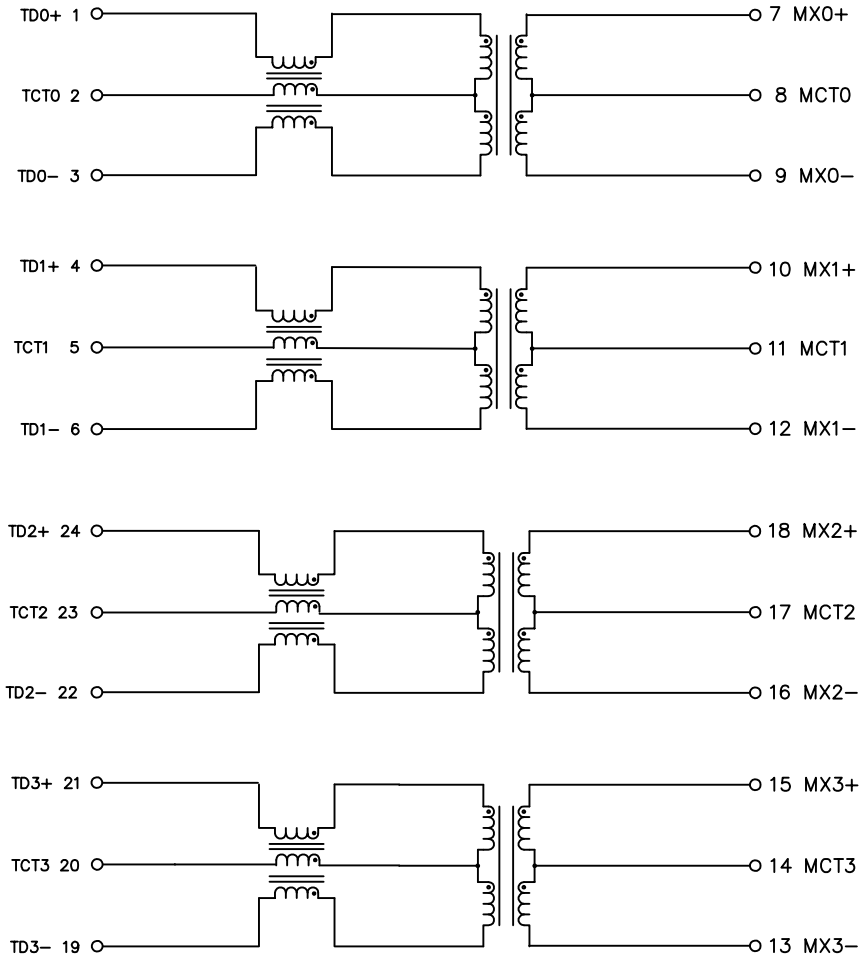 TD0+ 1 7 MX0+
TCT0 2 8 MCT0
TD0− 3 9 MX0−
TD1+ 4 10 MX1+
TCT1 5 11 MCT1
TD1− 6 12 MX1−
TD2+ 24 18 MX2+
TCT2 23 17 MCT2
TD2− 22 16 MX2−
TD3+ 21 15 MX3+
TCT3 20 14 MCT3
TD3− 19 13 MX3−